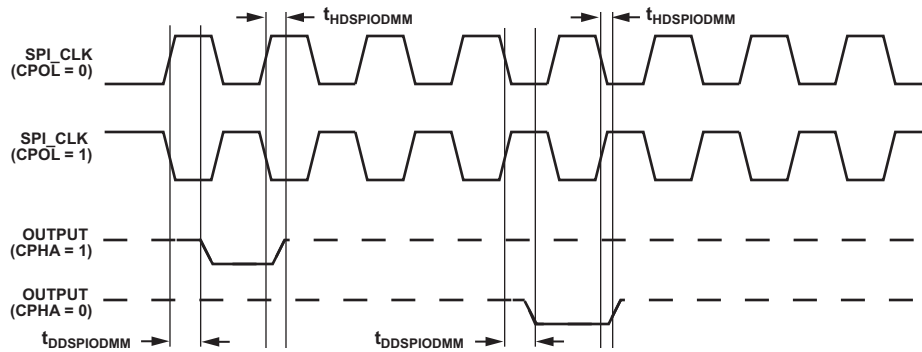 tHDSPIODMM
tHDSPIODMM
SPI_CLK
(CPOL = 0)
SPI_CLK
(CPOL = 1)
OUTPUT
(CPHA = 1)
OUTPUT
(CPHA = 0)
tDDSPIODMM
tDDSPIODMM